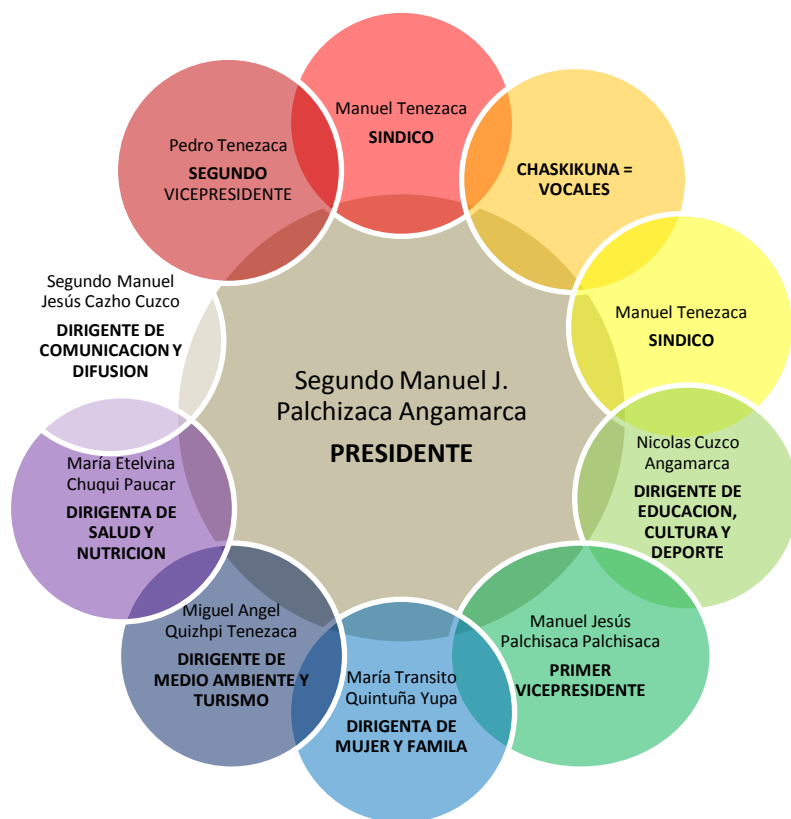 Manuel Tenezaca
SINDICO
CHASKIKUNA =
VOCALES
Manuel Tenezaca
SINDICO
Nicolas Cuzco
Angamarca
DIRIGENTE DE
EDUCACION,
CULTURA Y
DEPORTE
Manuel Jesús
Palchisaca Palchisaca
PRIMER
VICEPRESIDENTE
María Transito
Quintuña Yupa
DIRIGENTA DE
MUJER Y FAMILA
Miguel Angel
Quizhpi Tenezaca
DIRIGENTE DE
MEDIO AMBIENTE Y
TURISMO
María Etelvina
Chuqui Paucar
DIRIGENTA DE
SALUD Y
NUTRICION
Segundo Manuel
Jesús Cazho Cuzco
DIRIGENTE DE
COMUNICACION Y
DIFUSION
Pedro Tenezaca
SEGUNDO
VICEPRESIDENTE
Segundo Manuel J.
Palchizaca Angamarca
PRESIDENTE